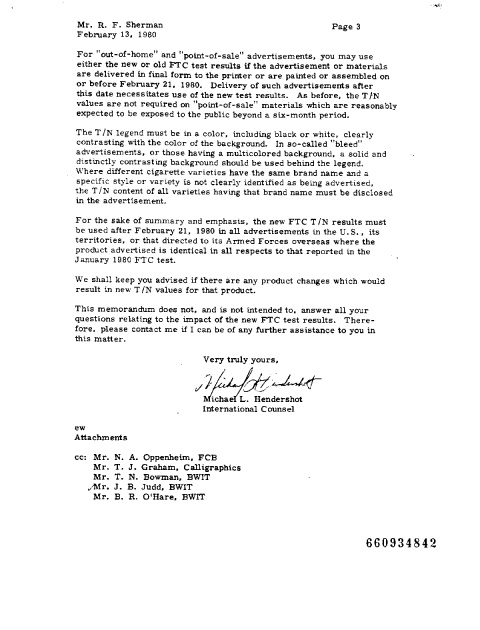 Mr. R. F. Sherman Page 3
February 13, 1980
For "out-of-home" and "point-of-sale" advertisements, you may use
either the new or old FTC test results if the advertisement or materials
are delivered in final form to the printer or are painted or assembled on
or before February 21, 1980. Delivery of such advertisements after
this date necessitates use of the new test results. As before, the T/N
values are not required on "point-of-sale" materials which are reasonably
expected to be exposed to the public beyond a six-month period.
The T/N legend must be in a color, including black or white, clearly
contrasting with the color of the background. In so-called "bleed"
advertisements, or those having a multicolored background, a solid and
distinctly contrasting background should be used behind the legend.
Where different cigarette varieties have the same brand name and a
specific style or variety is not clearly identified as being advertised,
the T/N content of all varieties having that brand name must be disclosed
in the advertisement.
For the sake of summary and emphasis, the new FTC T/N results must
be used after February 21, 1980 in all advertisements in the U.S., its
territories, or that directed to its Armed Forces overseas where the
product advertised is identical in all respects to that reported in the
January 1980 FTC test.
We shall keep you advised if there are any product changes which would
result in new T/N values for that product.
This memorandum does not, and is not intended to, answer all your
questions relating to the impact of the new FTC test results. There-
fore, please contact me if I can be of any further assistance to you in
this matter.
Very truly yours,
Michael L. Hendershot
Michael L. Hendershot
International Counsel
ew
Attachments
cc: Mr. N. A. Oppenheim, FCB
Mr. T. J. Graham, Calligraphics
Mr. T. N. Bowman, BWIT
Mr. J. B. Judd, BWIT
Mr. B. R. O'Hare, BWIT
660934842